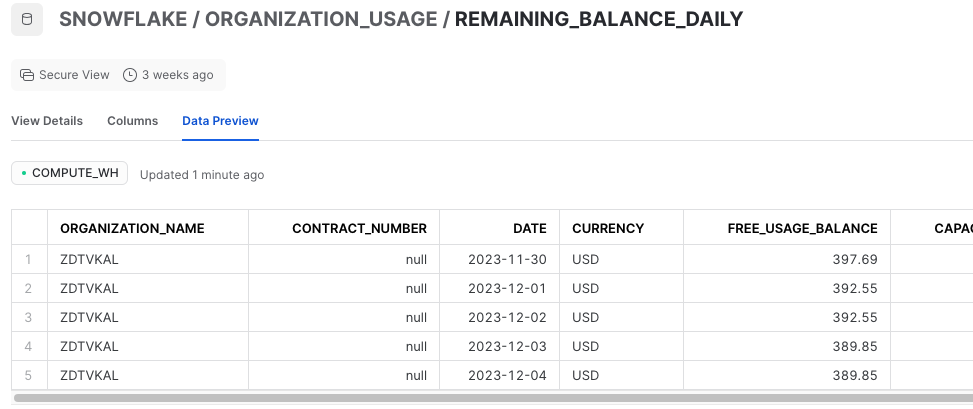 SNOWFLAKE / ORGANIZATION_USAGE / REMAINING_BALANCE_DAILY
Secure View 3 weeks ago
View Details Columns Data Preview
COMPUTE_WH Updated 1 minute ago
ORGANIZATION_NAME CONTRACT_NUMBER DATE CURRENCY FREE_USAGE_BALANCE CAPAC
1 ZDTVKAL null 2023-11-30 USD 397.69
2 ZDTVKAL null 2023-12-01 USD 392.55
3 ZDTVKAL null 2023-12-02 USD 392.55
4 ZDTVKAL null 2023-12-03 USD 389.85
5 ZDTVKAL null 2023-12-04 USD 389.85